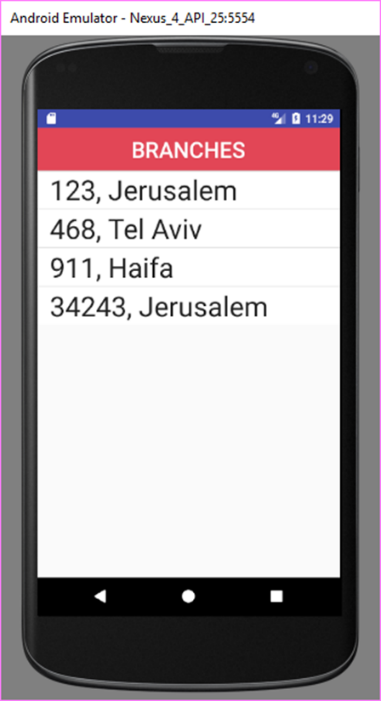 Android Emulator - Nexus_4_API_25:5554
11:29
BRANCHES
123, Jerusalem
468, Tel Aviv
911, Haifa
34243, Jerusalem